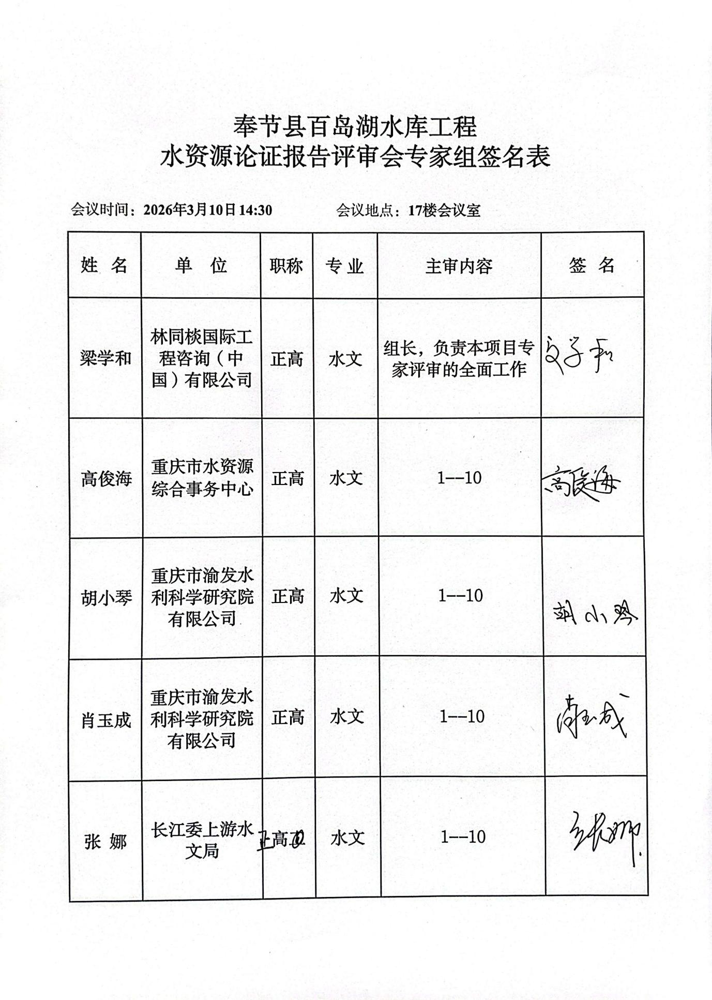 奉节县百岛湖水库工程
水资源论证报告评审会专家组签名表
会议时间：2026年3月10日14:30 会议地点：17楼会议室
姓 名 单 位 职称 专 业 主审内容 签 名
梁学和 林同棪国际工
程咨询（中
国）有限公司 正高 水文 组长，负责本项目专
家评审的全面工作
高俊海 重庆市水资源
综合事务中心 正高 水文 1--10 高俊海
胡小琴 重庆市渝发水
利科学研究院
有限公司 正高 水文 1--10 胡小琴
肖玉成 重庆市渝发水
利科学研究院
有限公司 正高 水文 1--10 肖玉成
张 娜 长江委上游水
文局 正高 水文 1--10 张娜